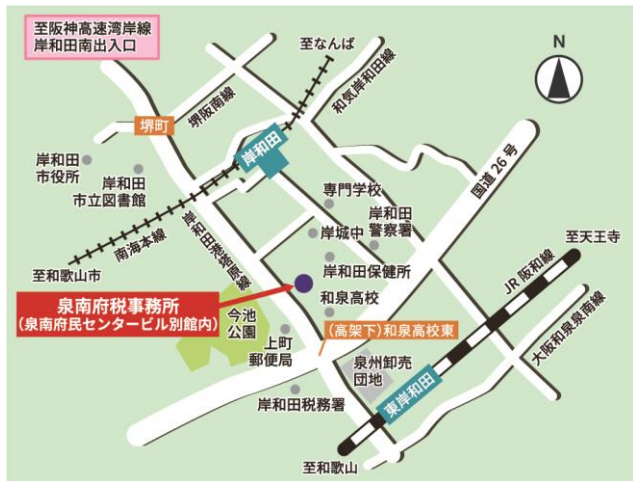 至阪神高速湾岸線
岸和田南出入口
至なんば
和気岸和田線
N
堺阪南線
堺町
岸和田
岸和田
市役所
岸和田
市立図書館
国道26号
専門学校
岸和田
警察署
岸城中
岸和田港塔原線
南海本線
至和歌山市
岸和田保健所
至天王寺
JR 阪和線
泉南府税事務所
(泉南府民センタービル別館内)
今池
公園
和泉高校
(高架下)和泉高校東
大阪和泉泉南線
上町
郵便局
泉州卸売
団地
東岸和田
岸和田税務署
至和歌山